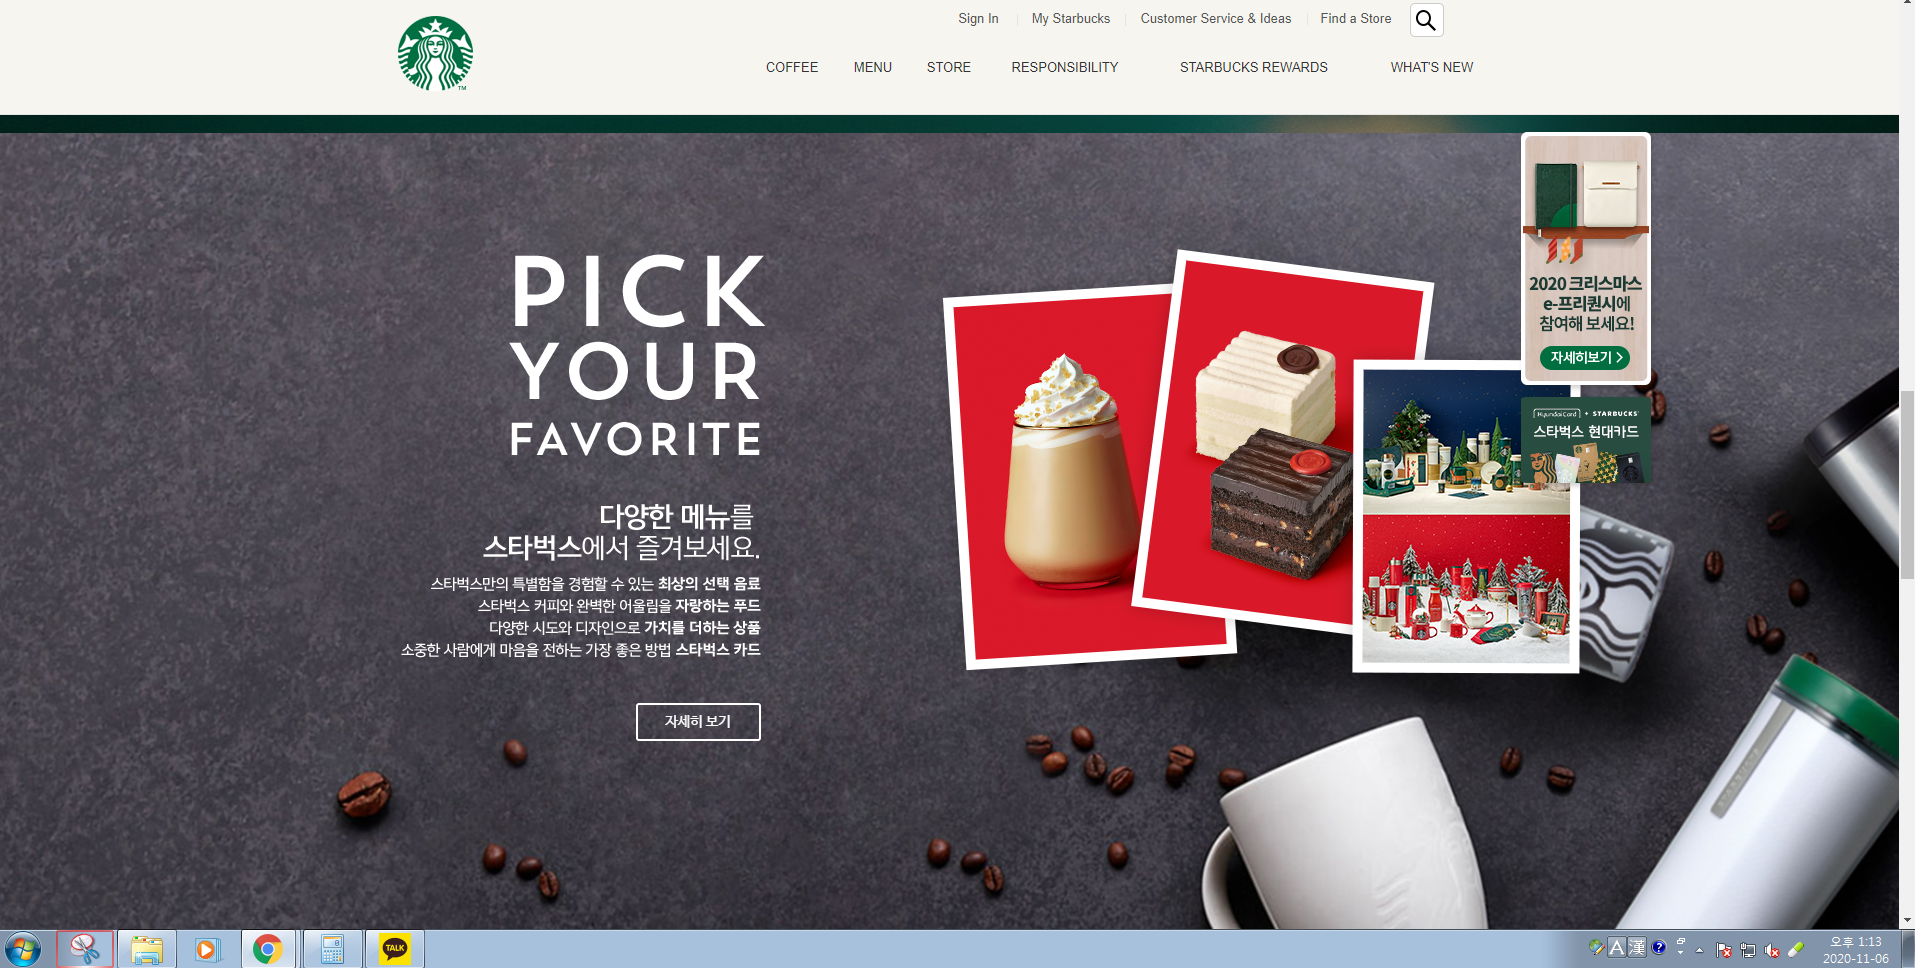 Sign In
My Starbucks
Customer Service & Ideas
Find a Store
COFFEE
MENU
STORE
RESPONSIBILITY
STARBUCKS REWARDS
WHAT'S NEW
TM
PICK
YOUR
FAVORITE
다양한 메뉴를
스타벅스에서 즐겨보세요.
스타벅스만의 특별함을 경험할 수 있는 최상의 선택 음료
스타벅스 커피와 완벽한 어울림을 자랑하는 푸드
다양한 시도와 디자인으로 가치를 더하는 상품
소중한 사람에게 마음을 전하는 가장 좋은 방법 스타벅스 카드
자세히 보기
2020 크리스마스
e-프리퀀시에
참여해 보세요!
자세히보기 >
HyundaiCard + STARBUCKS
스타벅스 현대카드
STARBUCKS
TALK
A 漢 ?
오후 1:13
2020-11-06